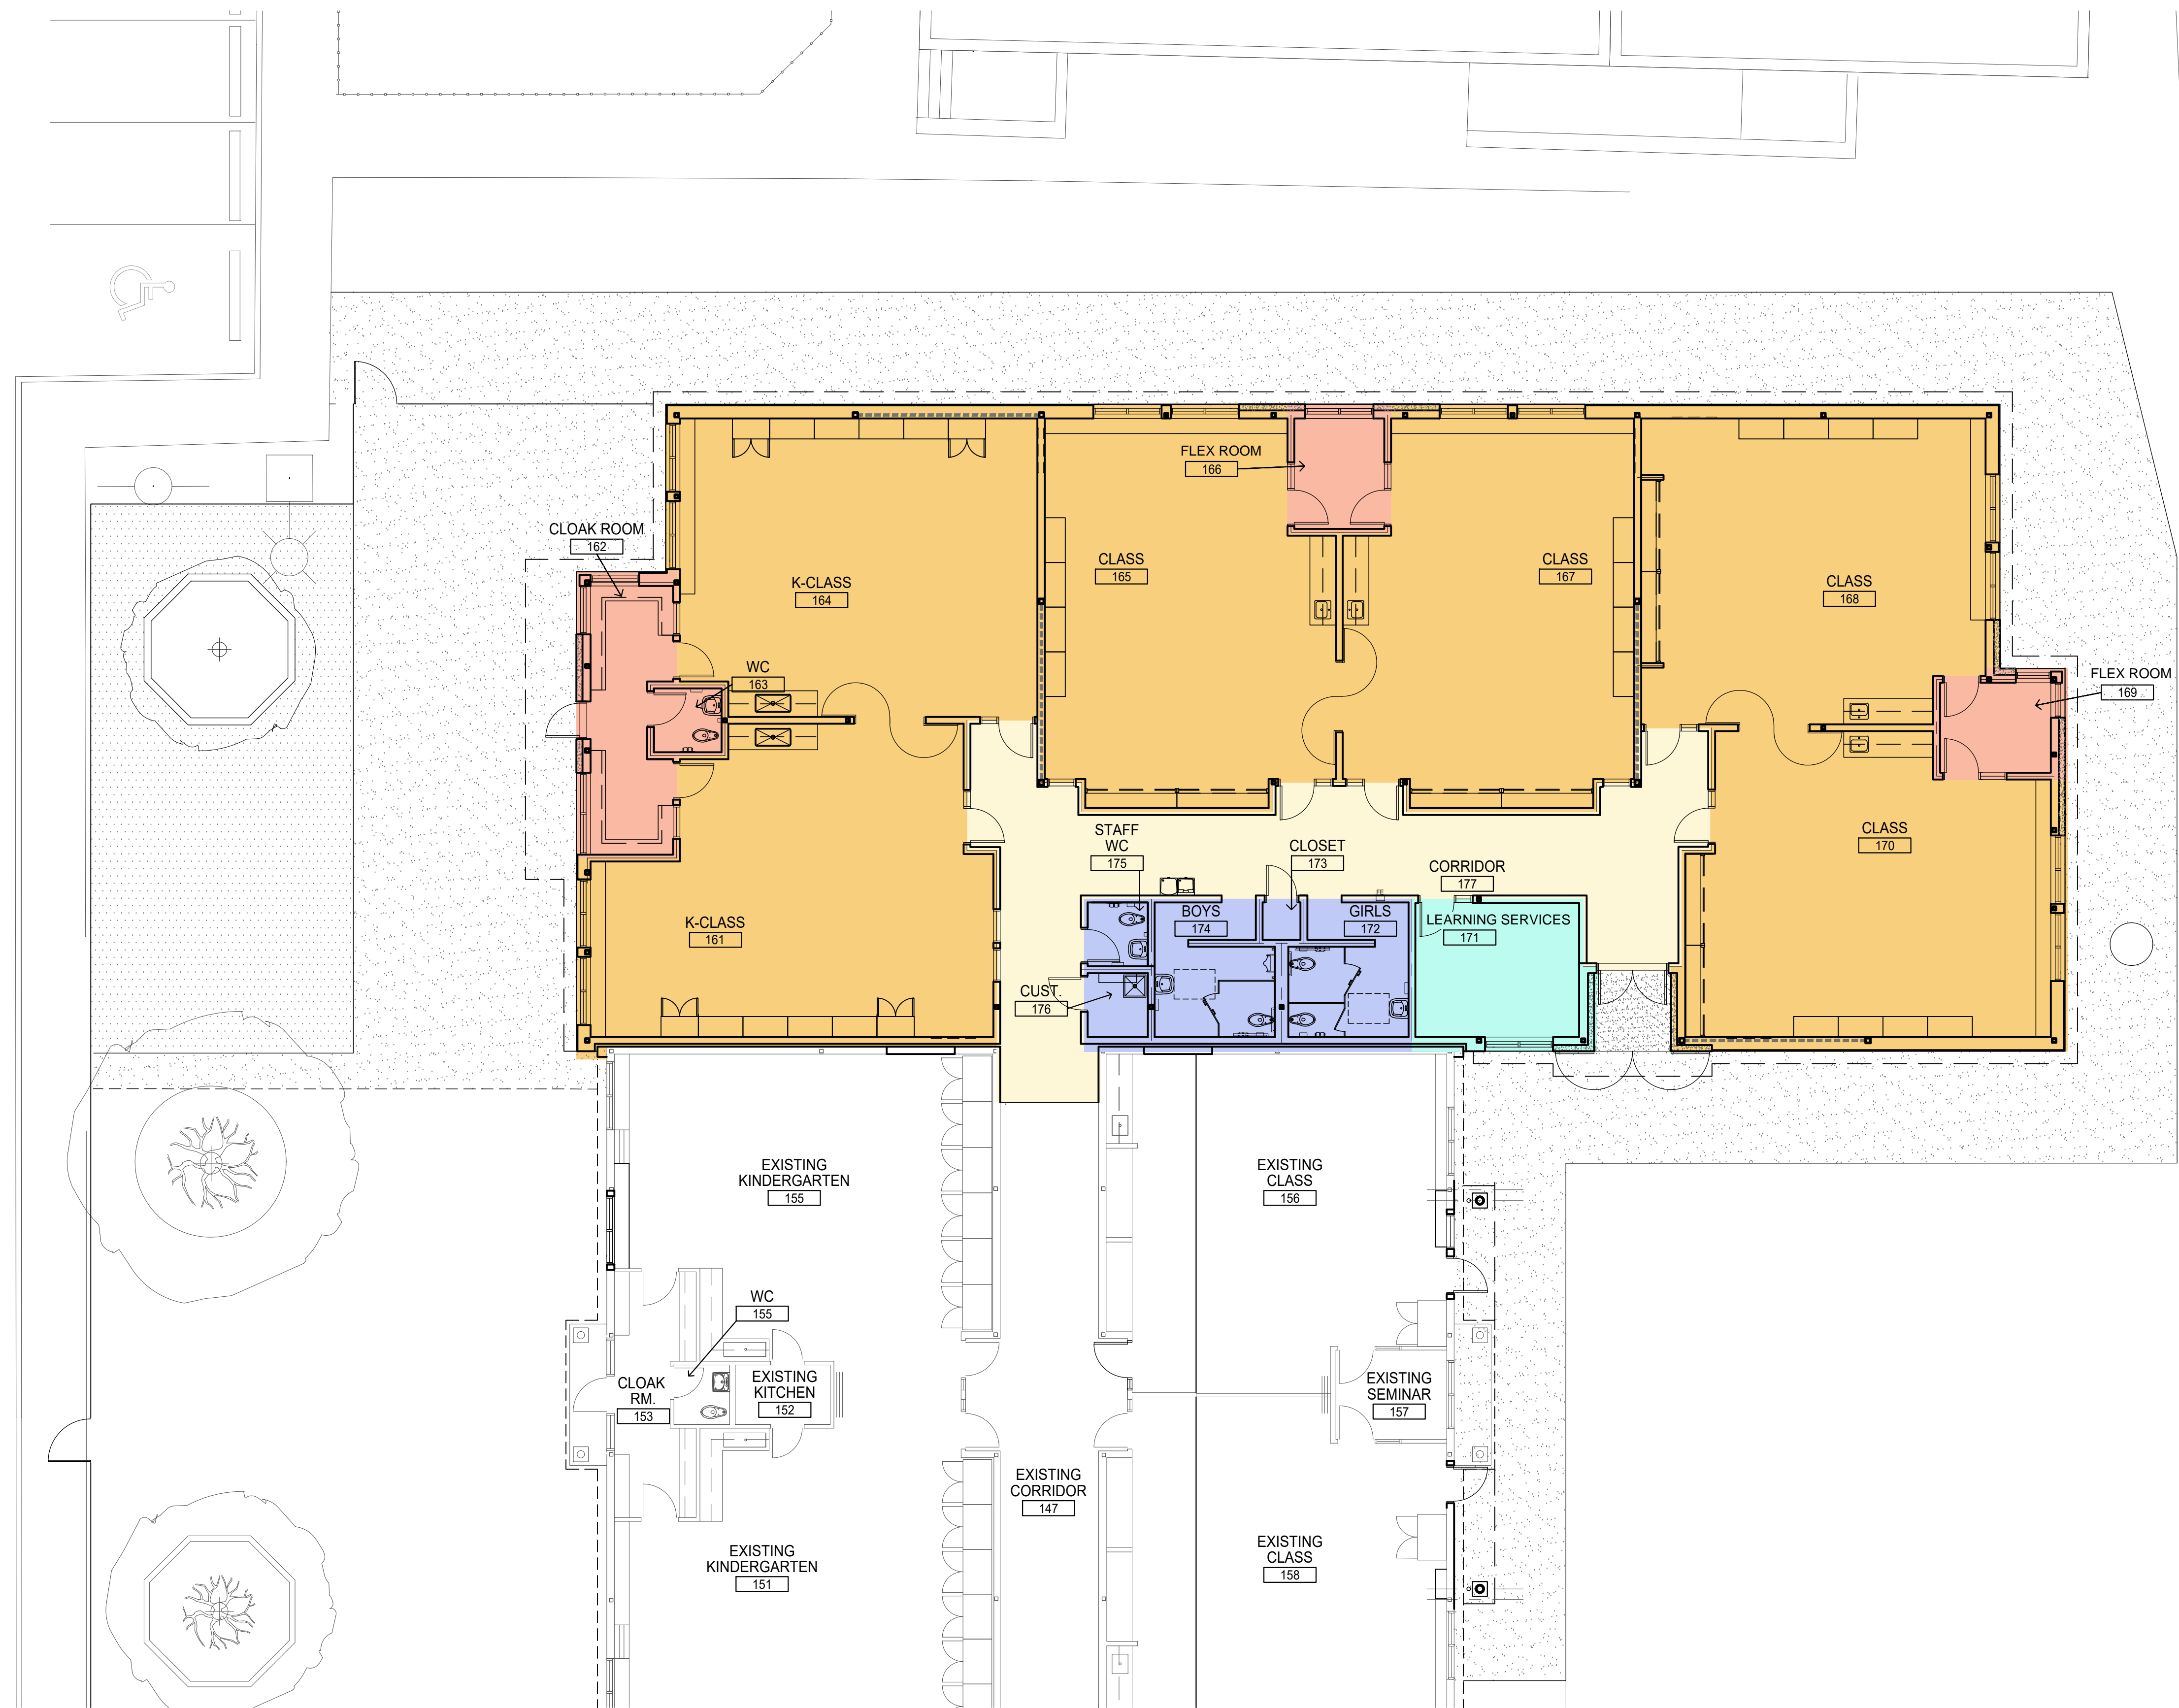 FLEX ROOM
166
CLOAK ROOM
162
K-CLASS
164
CLASS
165
CLASS
167
CLASS
168
WC
163
FLEX ROOM
169
STAFF
WC
175
CLOSET
173
CORRIDOR
177
CLASS
170
FE
K-CLASS
161
BOYS
174
GIRLS
172
LEARNING SERVICES
171
CUST.
176
EXISTING
KINDERGARTEN
155
EXISTING
CLASS
156
WC
155
CLOAK
RM.
153
EXISTING
KITCHEN
152
EXISTING
SEMINAR
157
EXISTING
CORRIDOR
147
EXISTING
KINDERGARTEN
151
EXISTING
CLASS
158